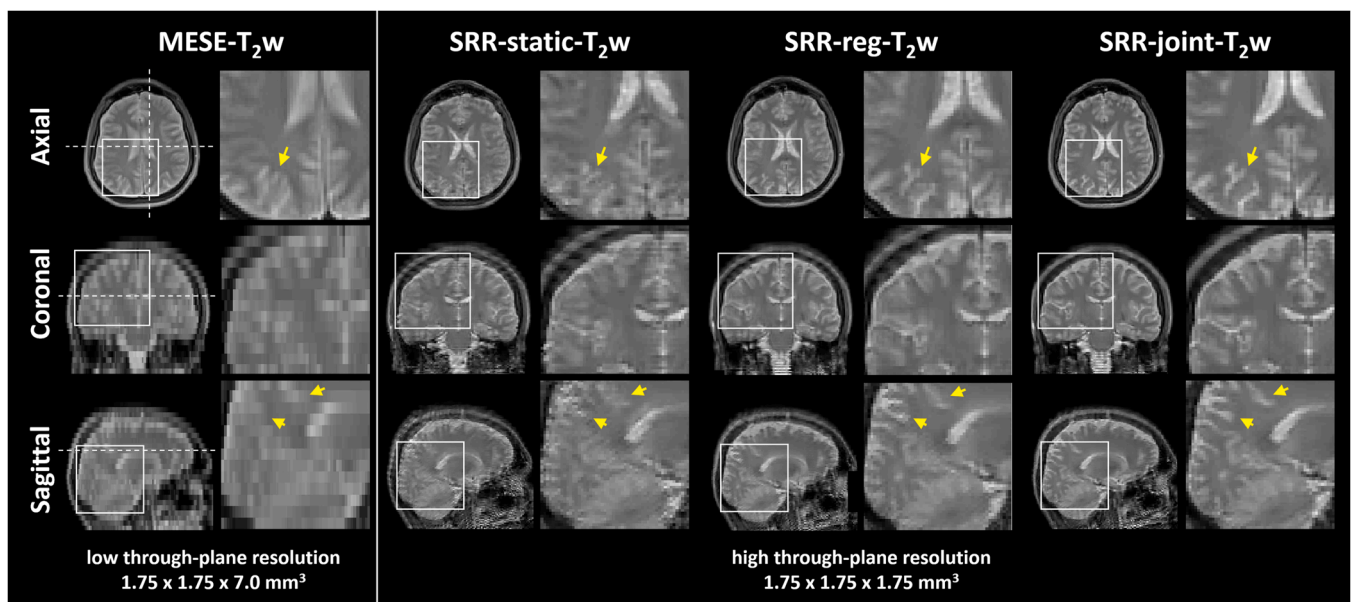 MESE-T₂w
SRR-static-T₂w
SRR-reg-T₂w
SRR-joint-T₂w
Axial
Coronal
Sagittal
low through-plane resolution
1.75 x 1.75 x 7.0 mm³
high through-plane resolution
1.75 x 1.75 x 1.75 mm³